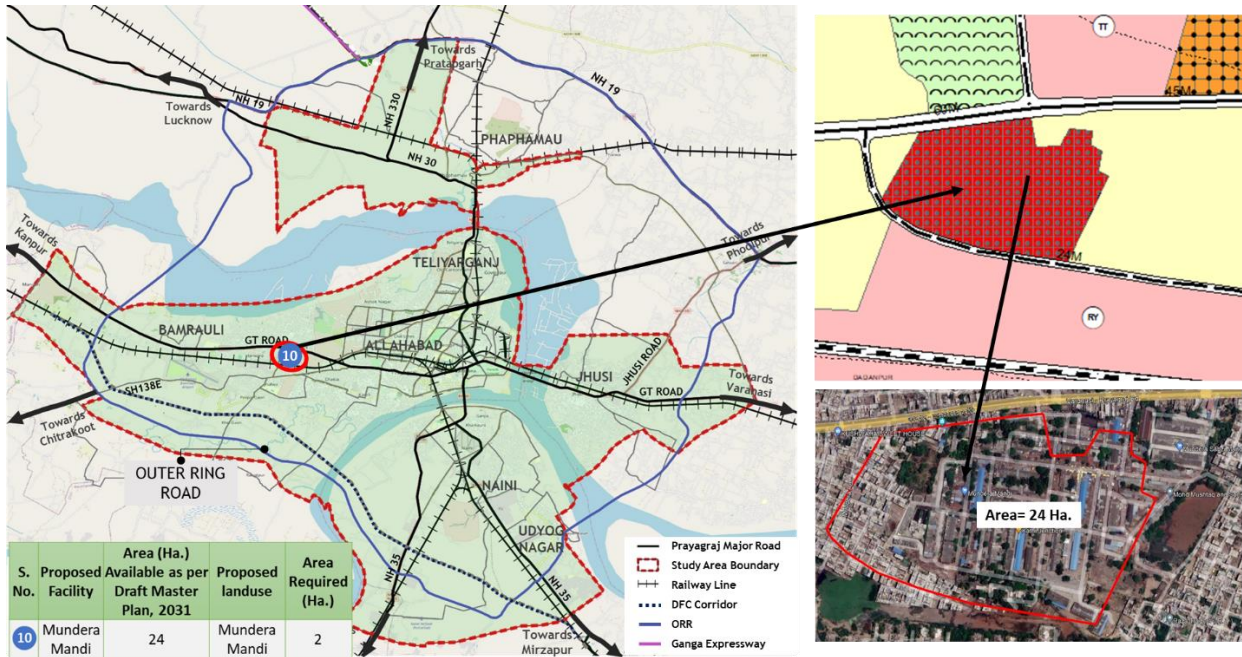 Towards
Pratapgarh
NH 19
NH 19
Towards
Lucknow
NH 330
NH 30
PHAPHAMAU
Towards
Kanpur
TELIYARGANJ
BAMRAULI
GT ROAD
10
ALLAHABAD
JHUSI
JHUSI ROAD
GT ROAD
Towards
Varanasi
SH138E
Towards
Chitrakoot
OUTER RING
ROAD
NAINI
UDYOG
NAGAR
NH 35
NH 35
Towards
Mirzapur
S. No. Proposed Facility Area (Ha.) Available as per Draft Master Plan, 2031 Proposed landuse Area Required (Ha.)
10 Mundera Mandi 24 Mundera Mandi 2
Prayagraj Major Road
Study Area Boundary
Railway Line
DFC Corridor
ORR
Ganga Expressway
TT
45M
24M
RY
Area= 24 Ha.